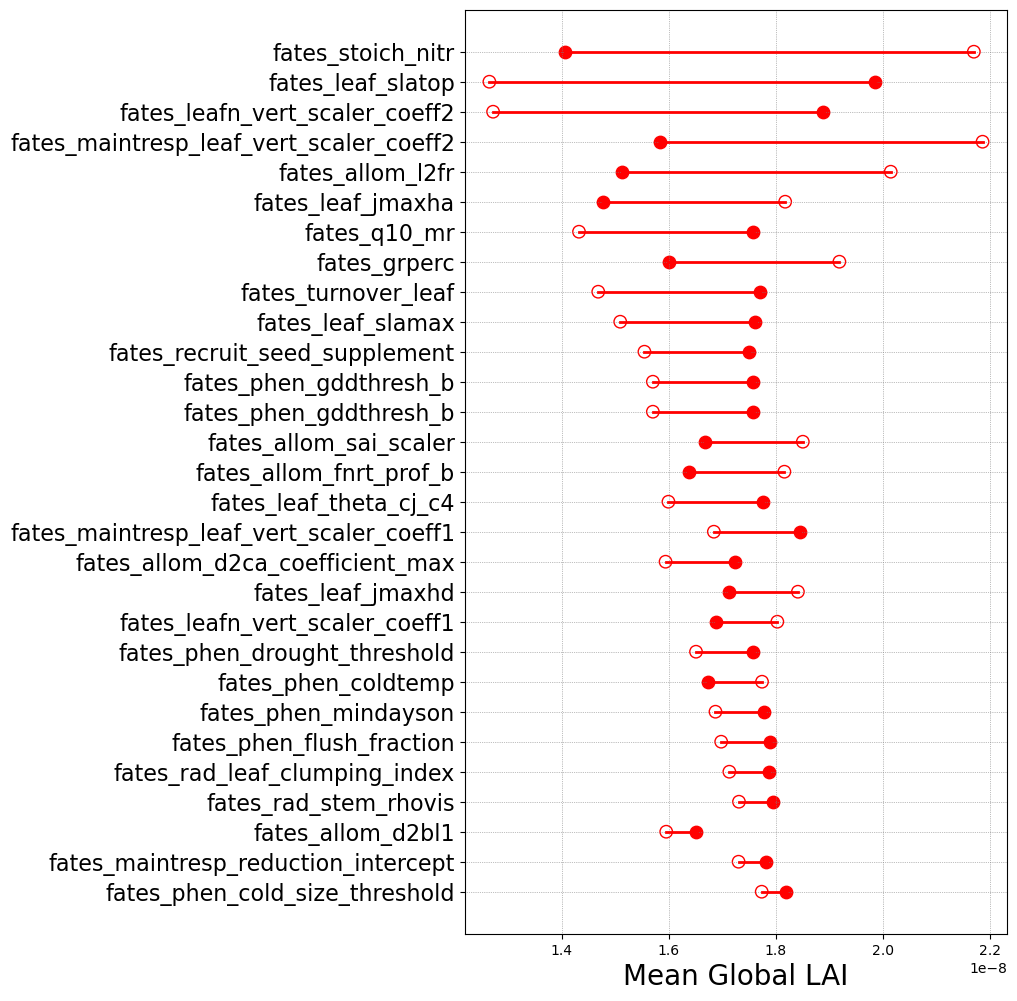 fates_stoich_nitr
fates_leaf_slatop
fates_leafn_vert_scaler_coeff2
fates_maintresp_leaf_vert_scaler_coeff2
fates_allom_l2fr
fates_leaf_jmaxha
fates_q10_mr
fates_grperc
fates_turnover_leaf
fates_leaf_slamax
fates_recruit_seed_supplement
fates_phen_gddthresh_b
fates_phen_gddthresh_b
fates_allom_sai_scaler
fates_allom_fnrt_prof_b
fates_leaf_theta_cj_c4
fates_maintresp_leaf_vert_scaler_coeff1
fates_allom_d2ca_coefficient_max
fates_leaf_jmaxhd
fates_leafn_vert_scaler_coeff1
fates_phen_drought_threshold
fates_phen_coldtemp
fates_phen_mindayson
fates_phen_flush_fraction
fates_rad_leaf_clumping_index
fates_rad_stem_rhovis
fates_allom_d2bl1
fates_maintresp_reduction_intercept
fates_phen_cold_size_threshold
1.4 1.6 1.8 2.0 2.2
1e−8
Mean Global LAI